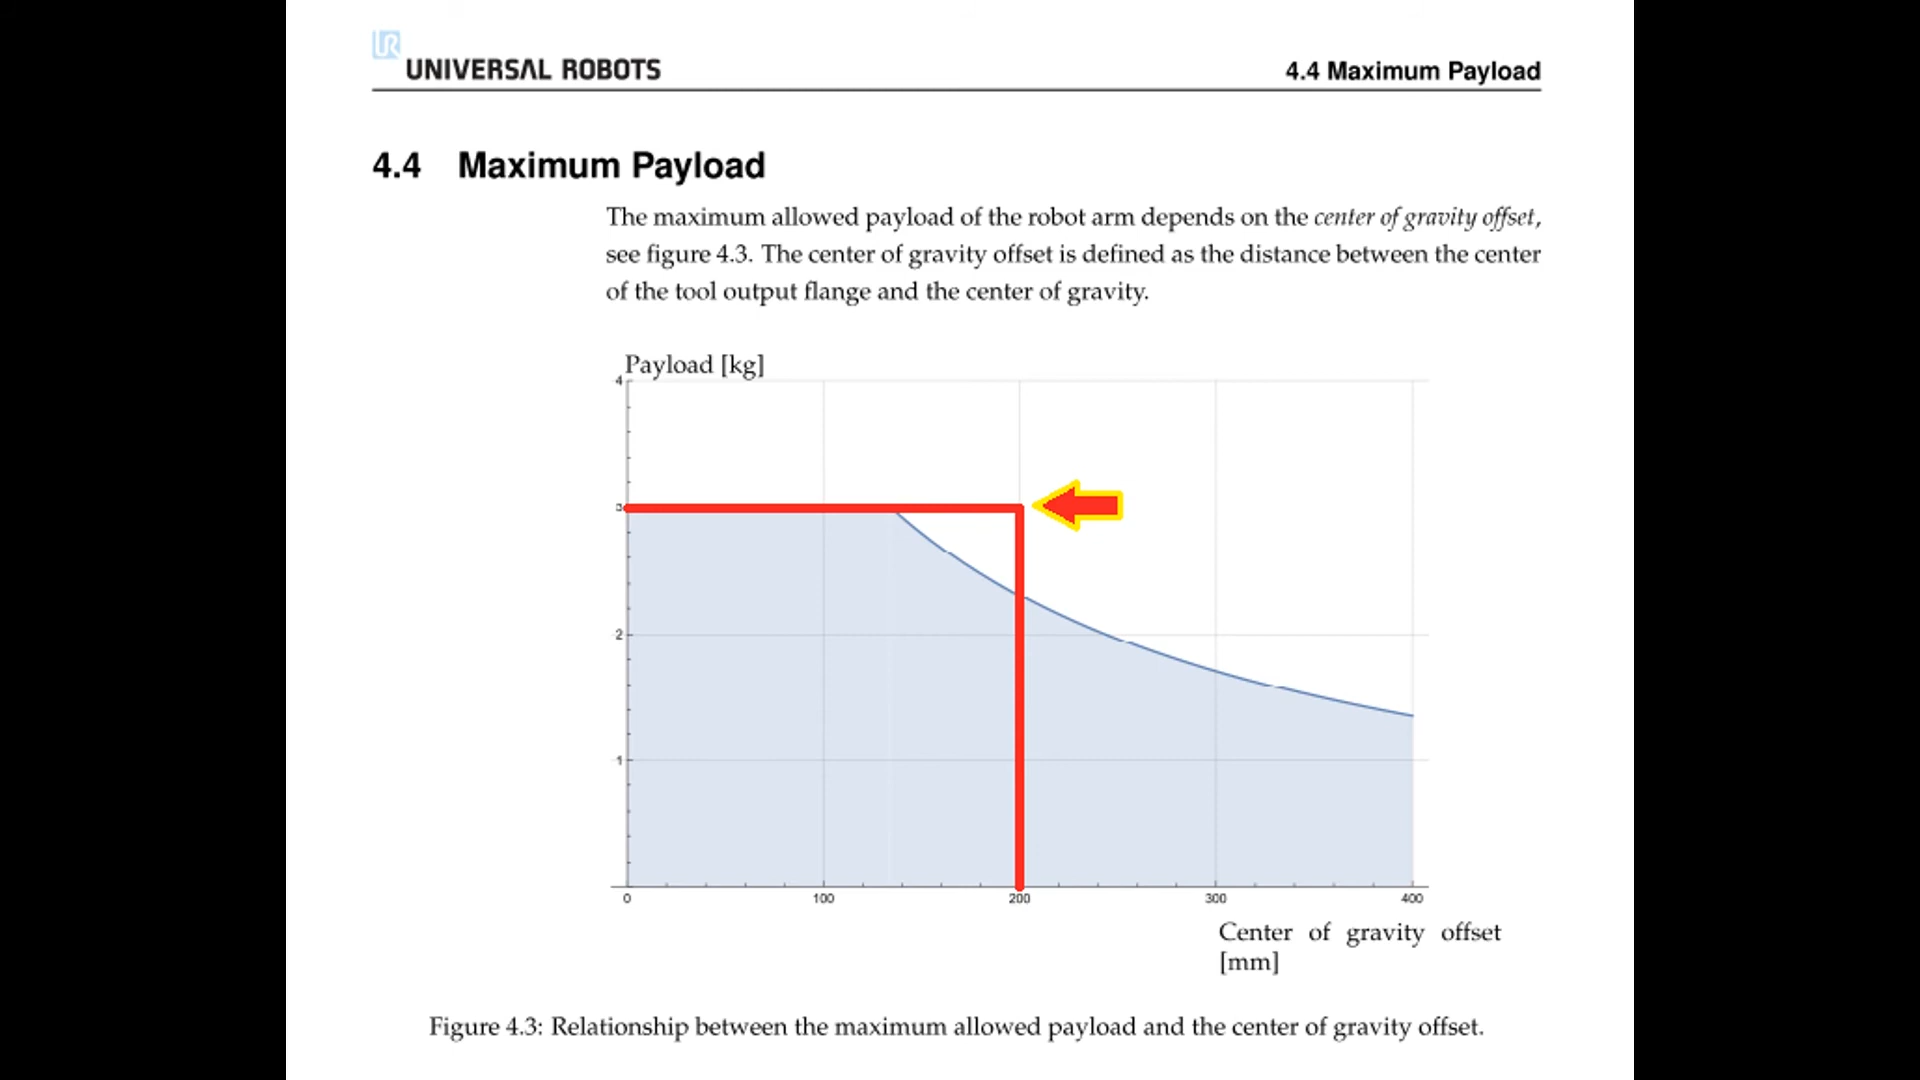 UR
UNIVERSAL ROBOTS
4.4 Maximum Payload
4.4 Maximum Payload
The maximum allowed payload of the robot arm depends on the center of gravity offset,
see figure 4.3. The center of gravity offset is defined as the distance between the center
of the tool output flange and the center of gravity.
Payload [kg]
4
3
2
1
0 100 200 300 400
Center of gravity offset
[mm]
Figure 4.3: Relationship between the maximum allowed payload and the center of gravity offset.